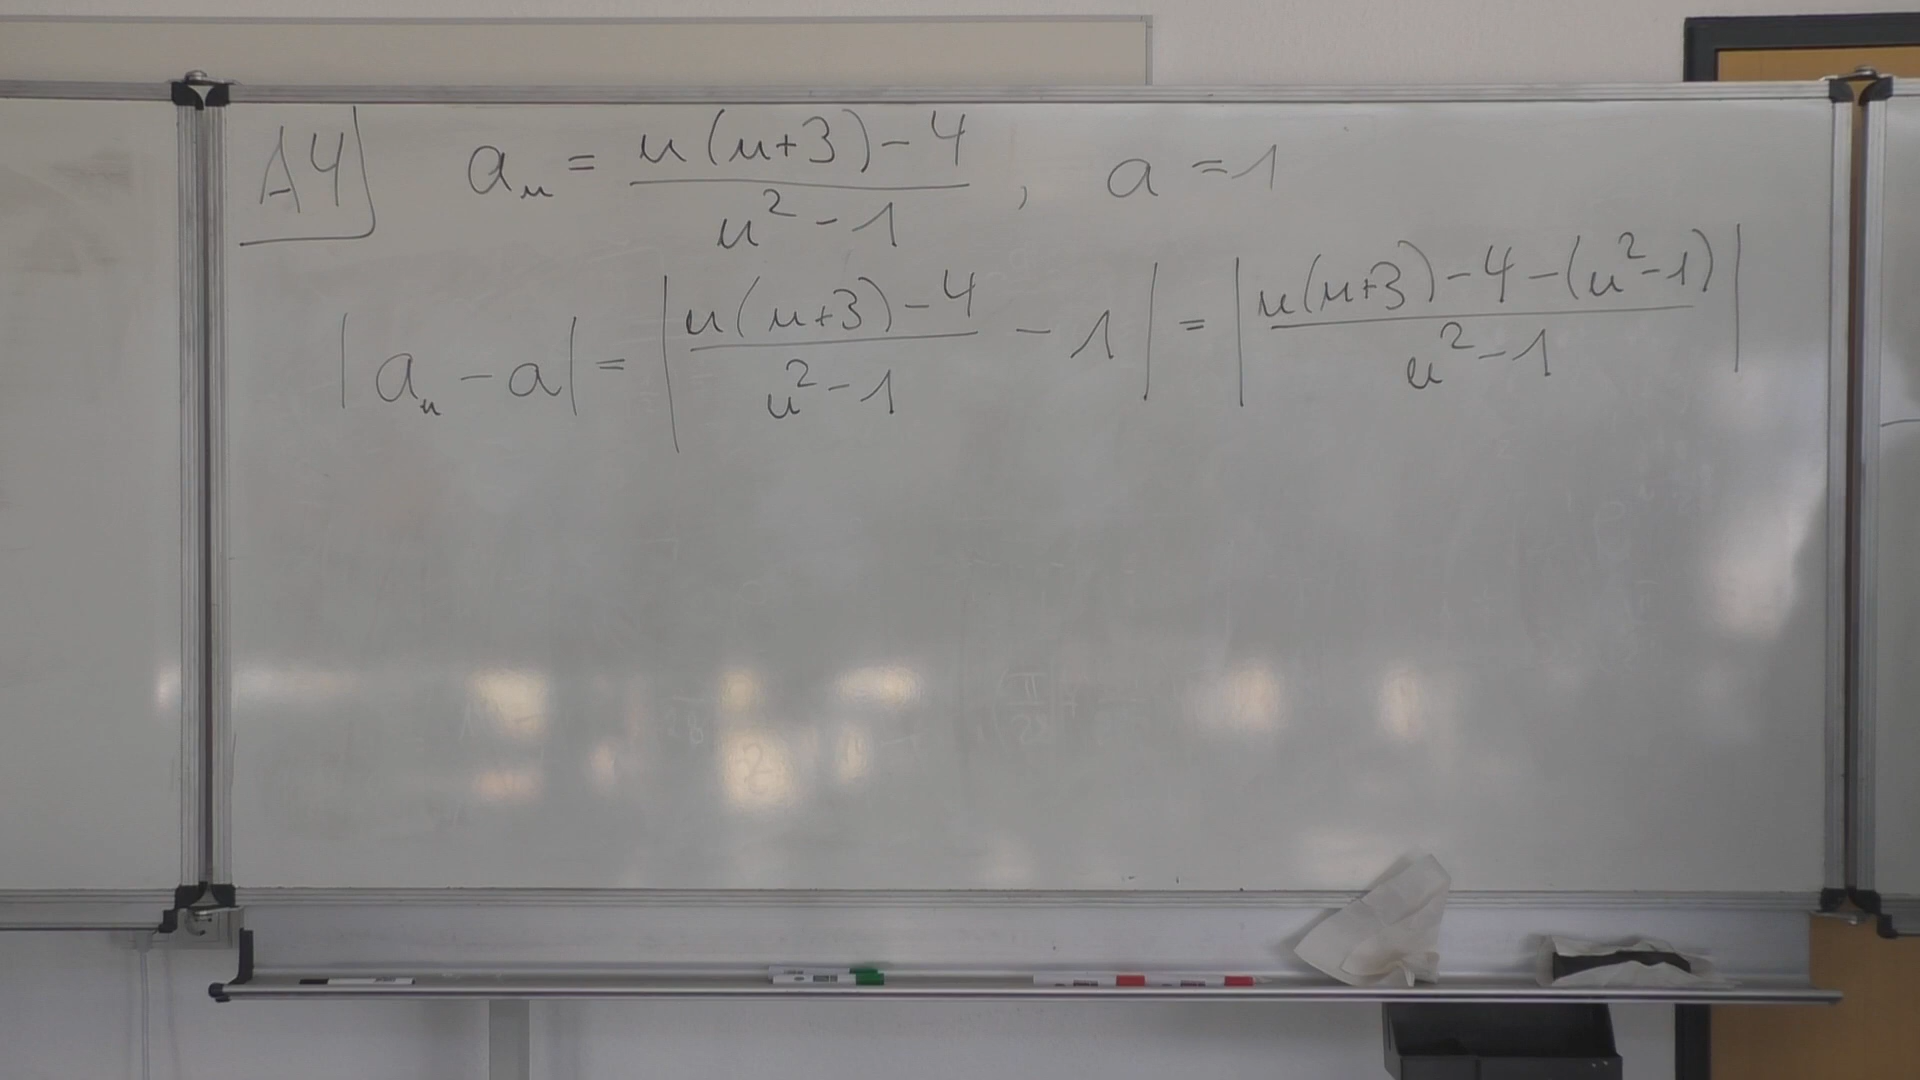 A4 aₙ = (n(n+3)-4)/(n²-1) , a = 1
|aₙ - a| = |(n(n+3)-4)/(n²-1) - 1| = |(n(n+3)-4-(n²-1))/(n²-1)|